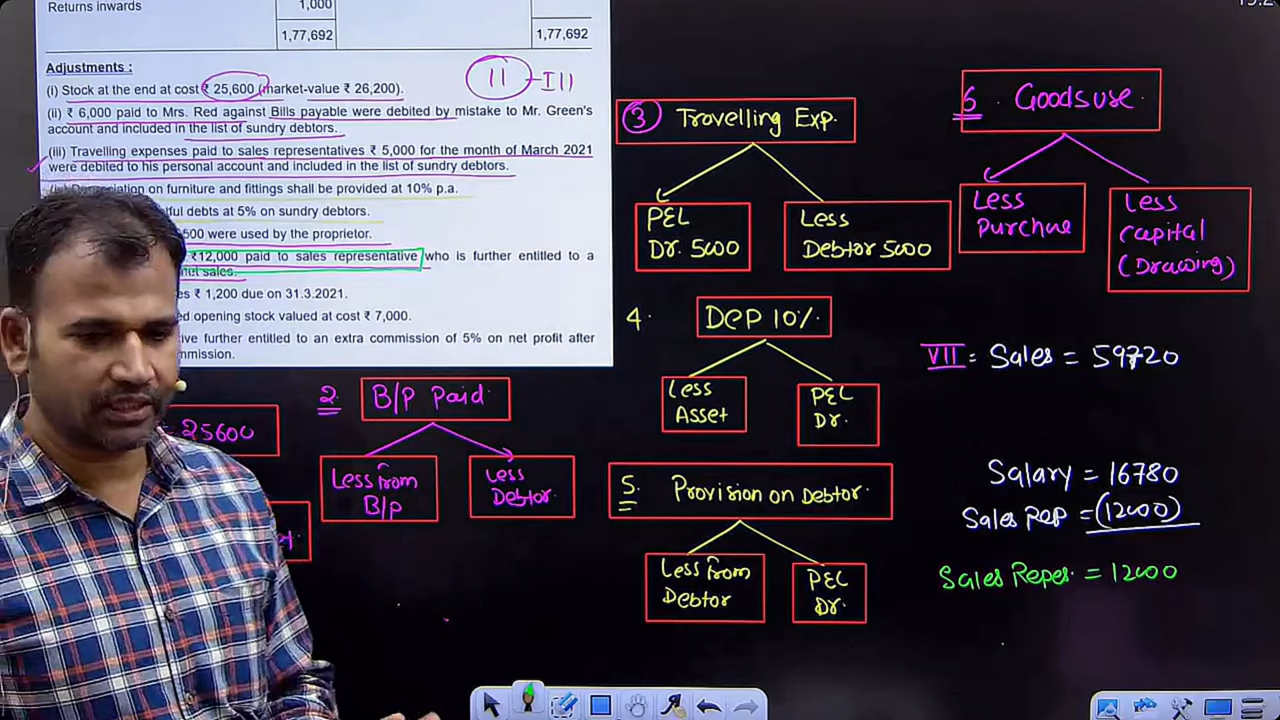 Returns inwards 1,000
1,77,692 1,77,692
Adjustments :
(i) Stock at the end at cost ₹ 25,600 (market-value ₹ 26,200).
(ii) ₹ 6,000 paid to Mrs. Red against Bills payable were debited by mistake to Mr. Green's
account and included in the list of sundry debtors.
(iii) Travelling expenses paid to sales representatives ₹ 5,000 for the month of March 2021
were debited to his personal account and included in the list of sundry debtors.
(iv) Depreciation on furniture and fittings shall be provided at 10% p.a.
debts at 5% on sundry debtors.
500 were used by the proprietor.
₹12,000 paid to sales representative who is further entitled to a
net sales.
₹ 1,200 due on 31.3.2021.
opening stock valued at cost ₹ 7,000.
further entitled to an extra commission of 5% on net profit after
11 - III
= 25600
2. B/P Paid
Less from
B/P
Less
Debtor
3 Travelling Exp.
P&L
Dr. 5000
Less
Debtor 5000
4. Dep 10%
Less
Asset
P&L
Dr.
5. Provision on Debtor
Less from
Debtor
P&L
Dr.
6. Goods use
Less
Purchase
Less
Capital
(Drawing)
VII = Sales = 59720
Salary = 16780
Sales Rep = (12000)
Sales Repes. = 12000